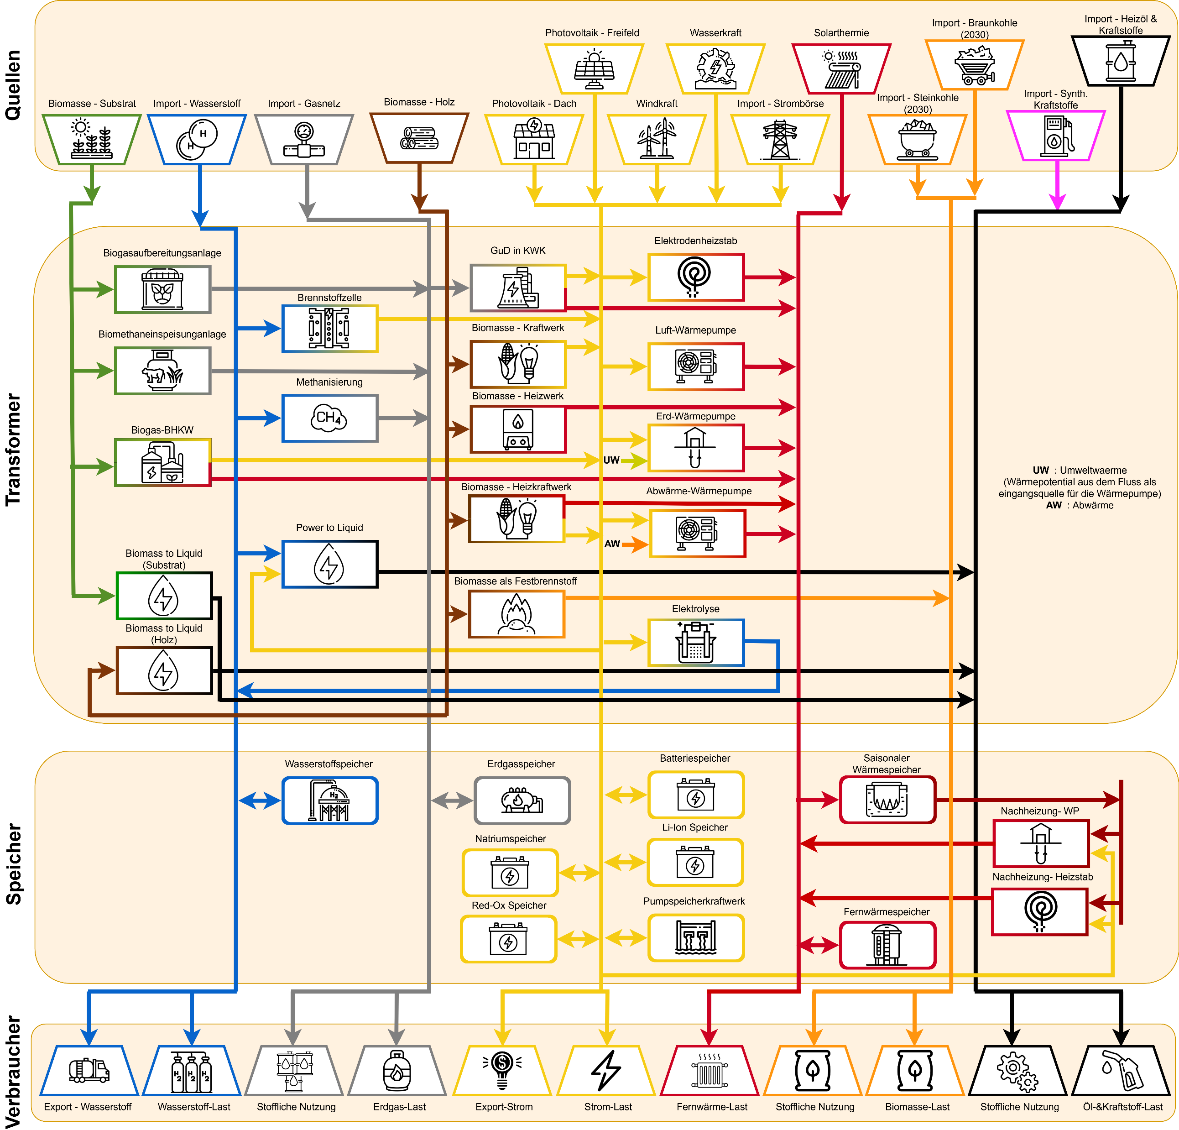 Quellen
Photovoltaik - Freifeld
Wasserkraft
Solarthermie
Import - Braunkohle
(2030)
Import - Heizöl &
Kraftstoffe
Biomasse - Substrat
Import - Wasserstoff
H
H
Import - Gasnetz
Biomasse - Holz
Photovoltaik - Dach
Windkraft
Import - Strombörse
Import - Steinkohle
(2030)
Import - Synth.
Kraftstoffe
Transformer
Biogasaufbereitungsanlage
GuD in KWK
Elektrodenheizstab
Brennstoffzelle
Biomethaneinspeisunganlage
Biomasse - Kraftwerk
Luft-Wärmepumpe
Methanisierung
CH4
Biomasse - Heizwerk
Biogas-BHKW
Erd-Wärmepumpe
UW
UW : Umweltwaerme
(Wärmepotential aus dem Fluss als
eingangsquelle für die Wärmepumpe)
AW : Abwärme
Biomasse - Heizkraftwerk
Abwärme-Wärmepumpe
AW
Power to Liquid
Biomass to Liquid
(Substrat)
Biomasse als Festbrennstoff
Elektrolyse
Biomass to Liquid
(Holz)
Speicher
Wasserstoffspeicher
H2
Erdgasspeicher
Batteriespeicher
Saisonaler
Wärmespeicher
Natriumspeicher
Li-Ion Speicher
Nachheizung- WP
Nachheizung- Heizstab
Red-Ox Speicher
Pumpspeicherkraftwerk
Fernwärmespeicher
Verbraucher
H2 H2 H2
$
Export - Wasserstoff
Wasserstoff-Last
Stoffliche Nutzung
Erdgas-Last
Export-Strom
Strom-Last
Fernwärme-Last
Stoffliche Nutzung
Biomasse-Last
Stoffliche Nutzung
Öl-&Kraftstoff-Last